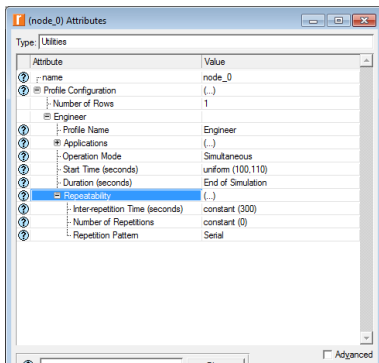 (node_0) Attributes
Type: Utilities
Attribute Value
name node_0
Profile Configuration (...)
Number of Rows 1
Engineer
Profile Name Engineer
Applications (...)
Operation Mode Simultaneous
Start Time (seconds) uniform (100,110)
Duration (seconds) End of Simulation
Repeatability (...)
Inter-repetition Time (seconds) constant (300)
Number of Repetitions constant (0)
Repetition Pattern Serial
Advanced